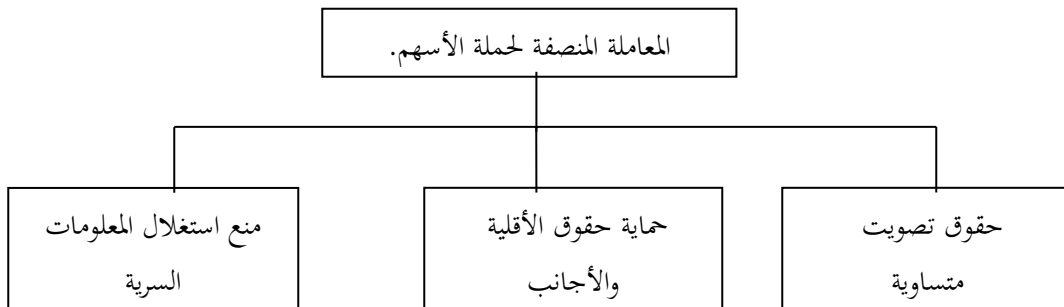 المعاملة المنصفة لحملة الأسهم.
حقوق تصويت
متساوية
حماية حقوق الأقلية
والأجانب
منع استغلال المعلومات
السرية